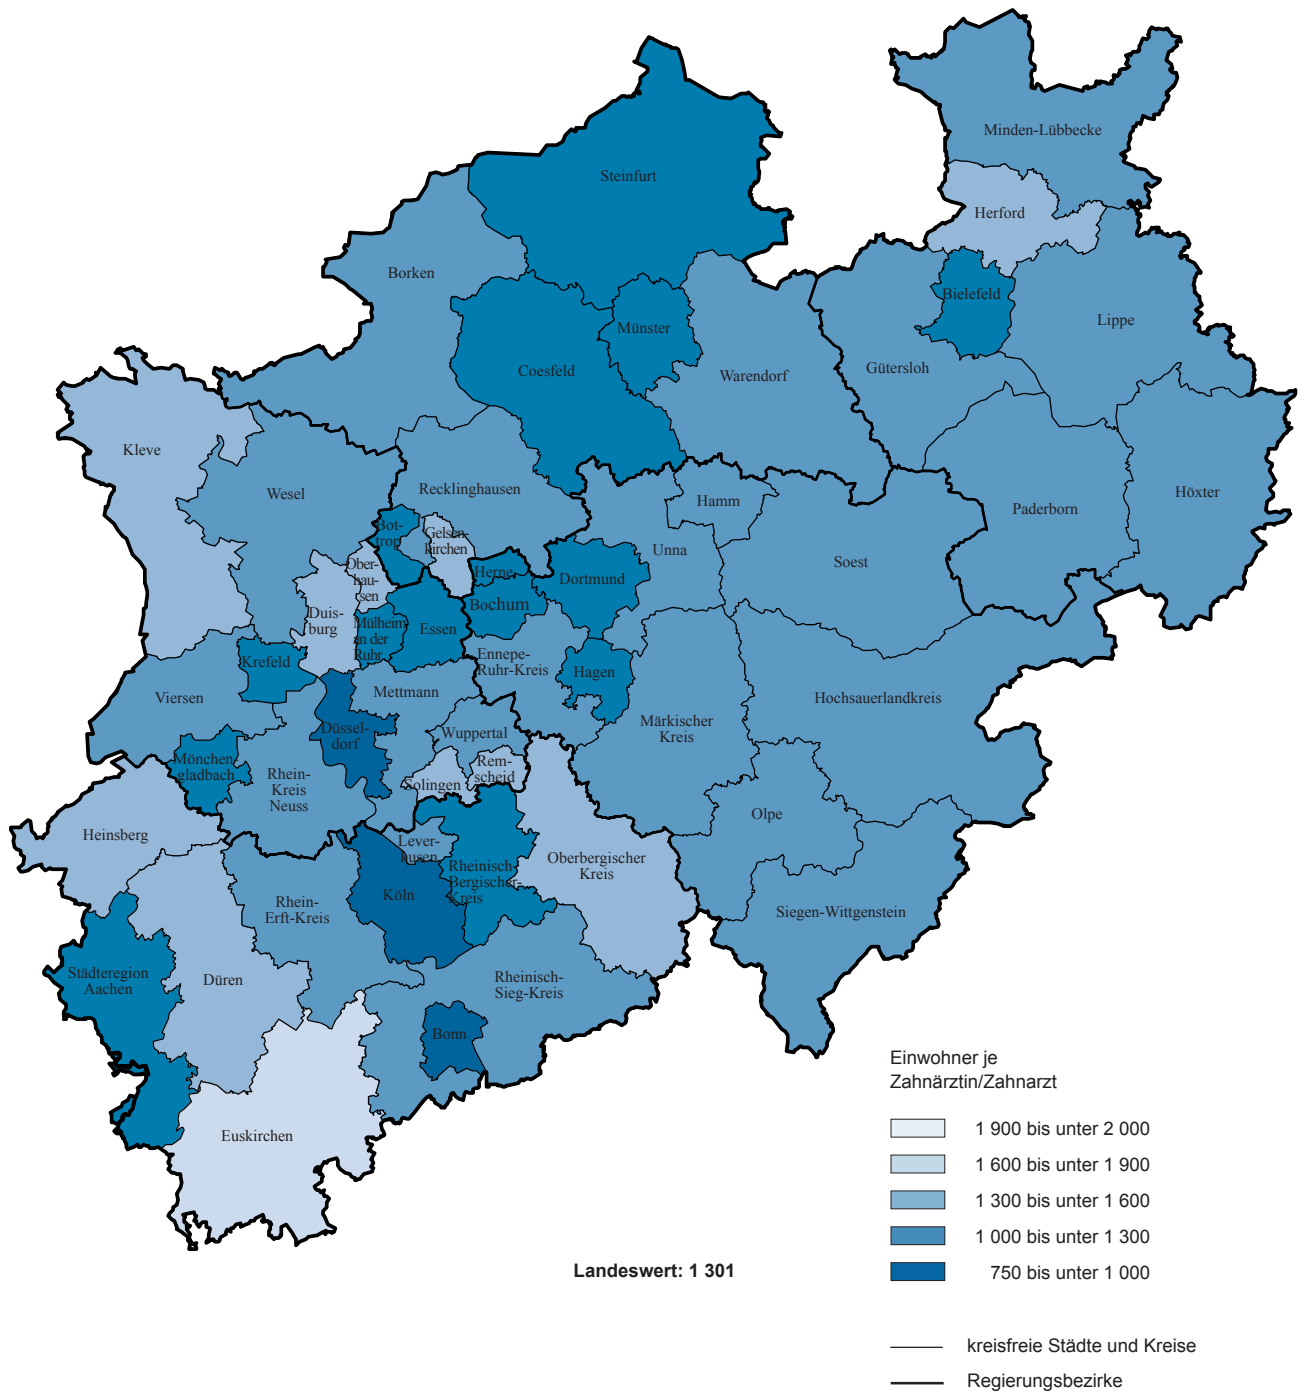 Minden-Lübbecke
Steinfurt
Herford
Borken
Bielefeld
Lippe
Münster
Coesfeld
Warendorf
Gütersloh
Kleve
Wesel
Recklinghausen
Hamm
Paderborn
Höxter
Bot-
trop
Gelsen-
kirchen
Unna
Soest
Ober-
hau-
sen
Herne
Dortmund
Duis-
burg
Mülheim
an der
Ruhr
Essen
Bochum
Krefeld
Ennepe-
Ruhr-Kreis
Hagen
Viersen
Mettmann
Hochsauerlandkreis
Düssel-
dorf
Wuppertal
Märkischer
Kreis
Mönchen-
gladbach
Rhein-
Kreis
Neuss
Solingen
Rem-
scheid
Heinsberg
Olpe
Lever-
kusen
Rheinisch-
Bergischer-
Kreis
Oberbergischer
Kreis
Köln
Rhein-
Erft-Kreis
Siegen-Wittgenstein
Städteregion
Aachen
Düren
Rheinisch-
Sieg-Kreis
Bonn
Euskirchen
Einwohner je
Zahnärztin/Zahnarzt
1 900 bis unter 2 000
1 600 bis unter 1 900
1 300 bis unter 1 600
1 000 bis unter 1 300
750 bis unter 1 000
Landeswert: 1 301
kreisfreie Städte und Kreise
Regierungsbezirke